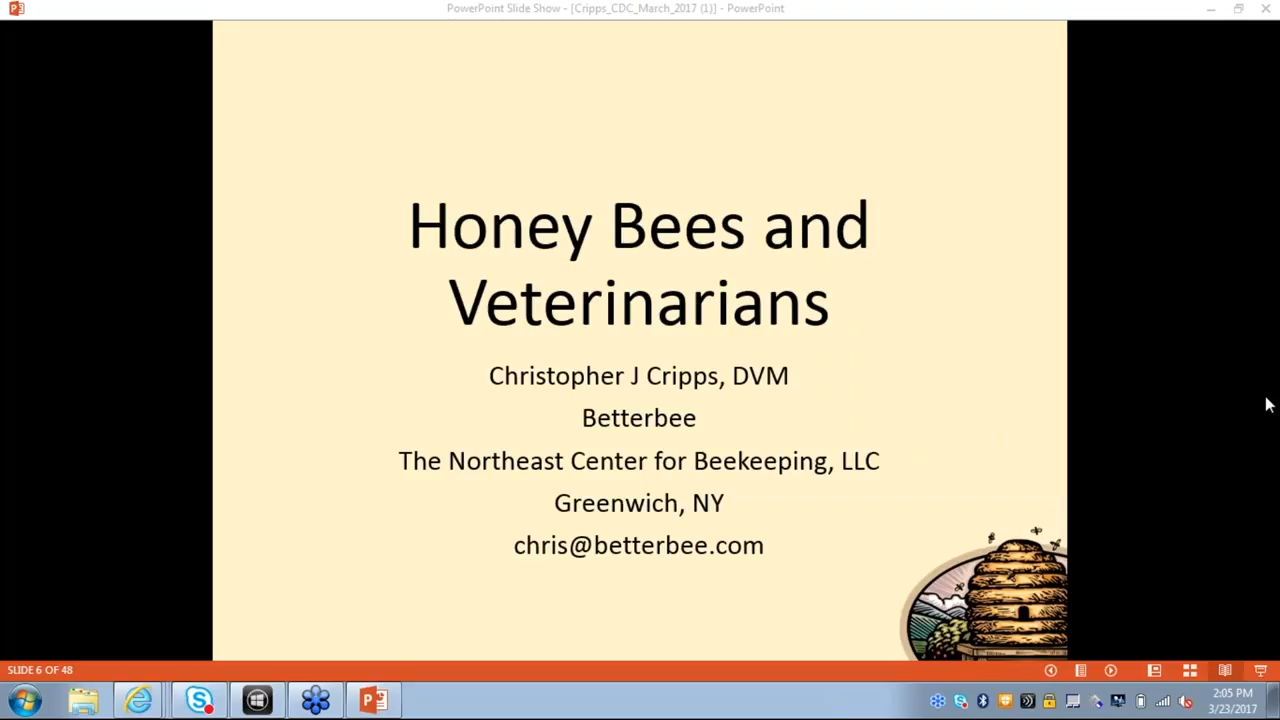 PowerPoint Slide Show - [Cripps_CDC_March_2017 (1)] - PowerPoint
Honey Bees and
Veterinarians
Christopher J Cripps, DVM
Betterbee
The Northeast Center for Beekeeping, LLC
Greenwich, NY
chris@betterbee.com
SLIDE 6 OF 48
2:05 PM
3/23/2017